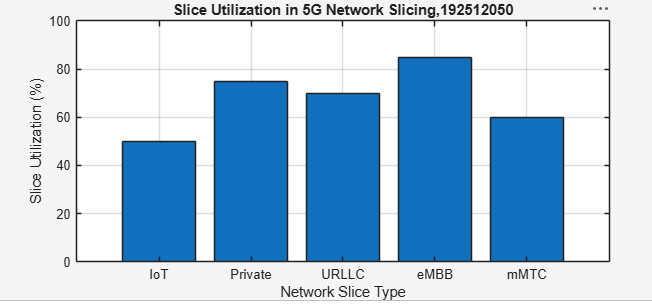 Slice Utilization in 5G Network Slicing,192512050
100
80
60
40
20
0
Slice Utilization (%)
IoT Private URLLC eMBB mMTC
Network Slice Type